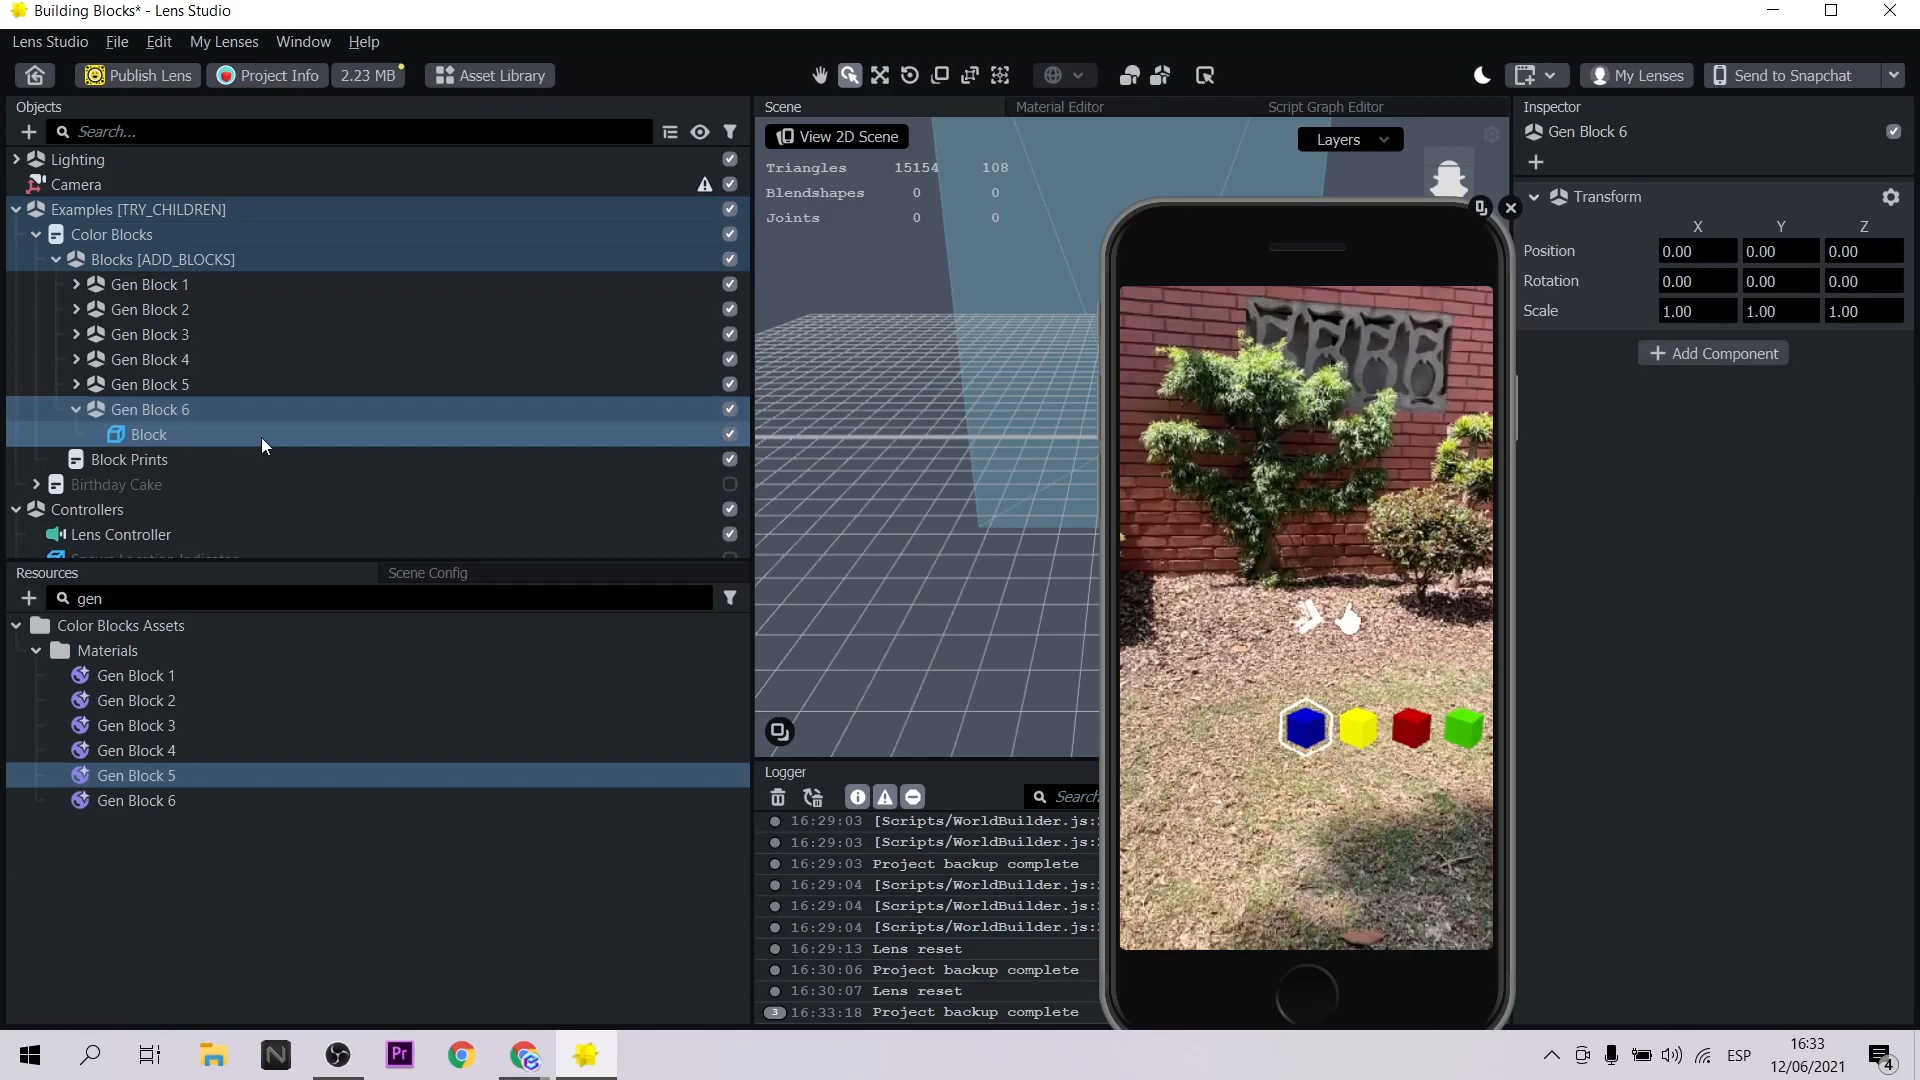 Building Blocks* - Lens Studio
Lens Studio File Edit My Lenses Window Help
Publish Lens Project Info 2.23 MB Asset Library My Lenses Send to Snapchat
Objects
Search...
Lighting
Camera
Examples [TRY_CHILDREN]
Color Blocks
Blocks [ADD_BLOCKS]
Gen Block 1
Gen Block 2
Gen Block 3
Gen Block 4
Gen Block 5
Gen Block 6
Block
Block Prints
Birthday Cake
Controllers
Lens Controller
Resources Scene Config
gen
Color Blocks Assets
Materials
Gen Block 1
Gen Block 2
Gen Block 3
Gen Block 4
Gen Block 5
Gen Block 6
Scene Material Editor Script Graph Editor
View 2D Scene Layers
Triangles 15154 108
Blendshapes 0 0
Joints 0 0
Logger
Search
16:29:03 [Scripts/WorldBuilder.js:
16:29:03 [Scripts/WorldBuilder.js:
16:29:03 Project backup complete
16:29:04 [Scripts/WorldBuilder.js:
16:29:04 [Scripts/WorldBuilder.js:
16:29:04 [Scripts/WorldBuilder.js:
16:29:13 Lens reset
16:30:06 Project backup complete
16:30:07 Lens reset
3 16:33:18 Project backup complete
Inspector
Gen Block 6
Transform
X Y Z
Position 0.00 0.00 0.00
Rotation 0.00 0.00 0.00
Scale 1.00 1.00 1.00
Add Component
N Pr ESP
16:33
12/06/2021
4